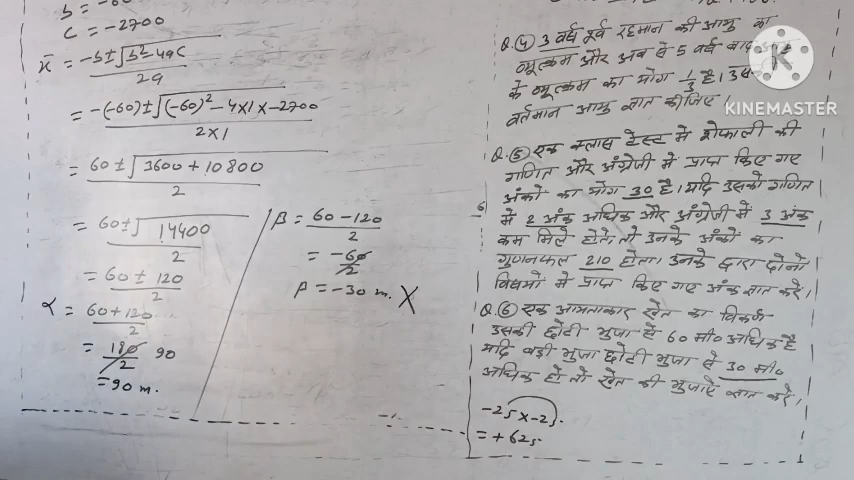 b = -60
C = -2700
x̄ = -b±√b²-4ac
2a
= -(-60)±√(-60)²-4×1×-2700
2×1
= 60±√3600+10800
2
= 60±√14400
2
= 60±120
2
α = 60+120
2
= 180 90
2
= 90 m.
β = 60-120
2
= -60
2
β = -30 m. X
Q.(4) 3 वर्ष पूर्व रहमान की आयु का
व्युत्क्रम और अब से 5 वर्ष बाद
के व्युत्क्रम का योग 1/3 है। उस
वर्तमान आयु ज्ञात कीजिए।
Q.(5) एक क्लास टेस्ट में शेफाली की
गणित और अंग्रेजी में प्राप्त किए गए
अंकों का योग 30 है। यदि उसको गणित
में 2 अंक अधिक और अंग्रेजी में 3 अंक
कम मिले होते, तो उनके अंकों का
गुणनफल 210 होता। उनके द्वारा दोनों
विषयों में प्राप्त किए गए अंक ज्ञात करें।
Q.(6) एक आयताकार खेत का विकर्ण
उसकी छोटी भुजा से 60 मी० अधिक है
यदि बड़ी भुजा छोटी भुजा से 30 मी०
अधिक हो तो खेत की भुजाएँ ज्ञात करें।
-25×-25
= +625
K
KINEMASTER